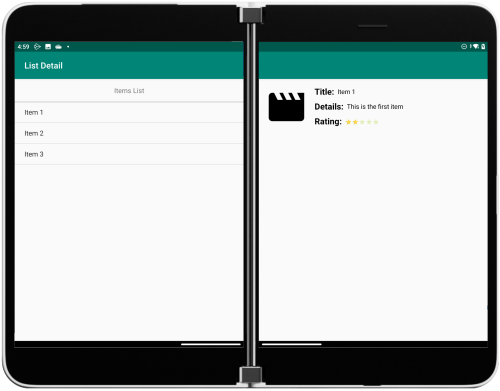 4:59
List Detail
Items List
Item 1
Item 2
Item 3
Title: Item 1
Details: This is the first item
Rating: